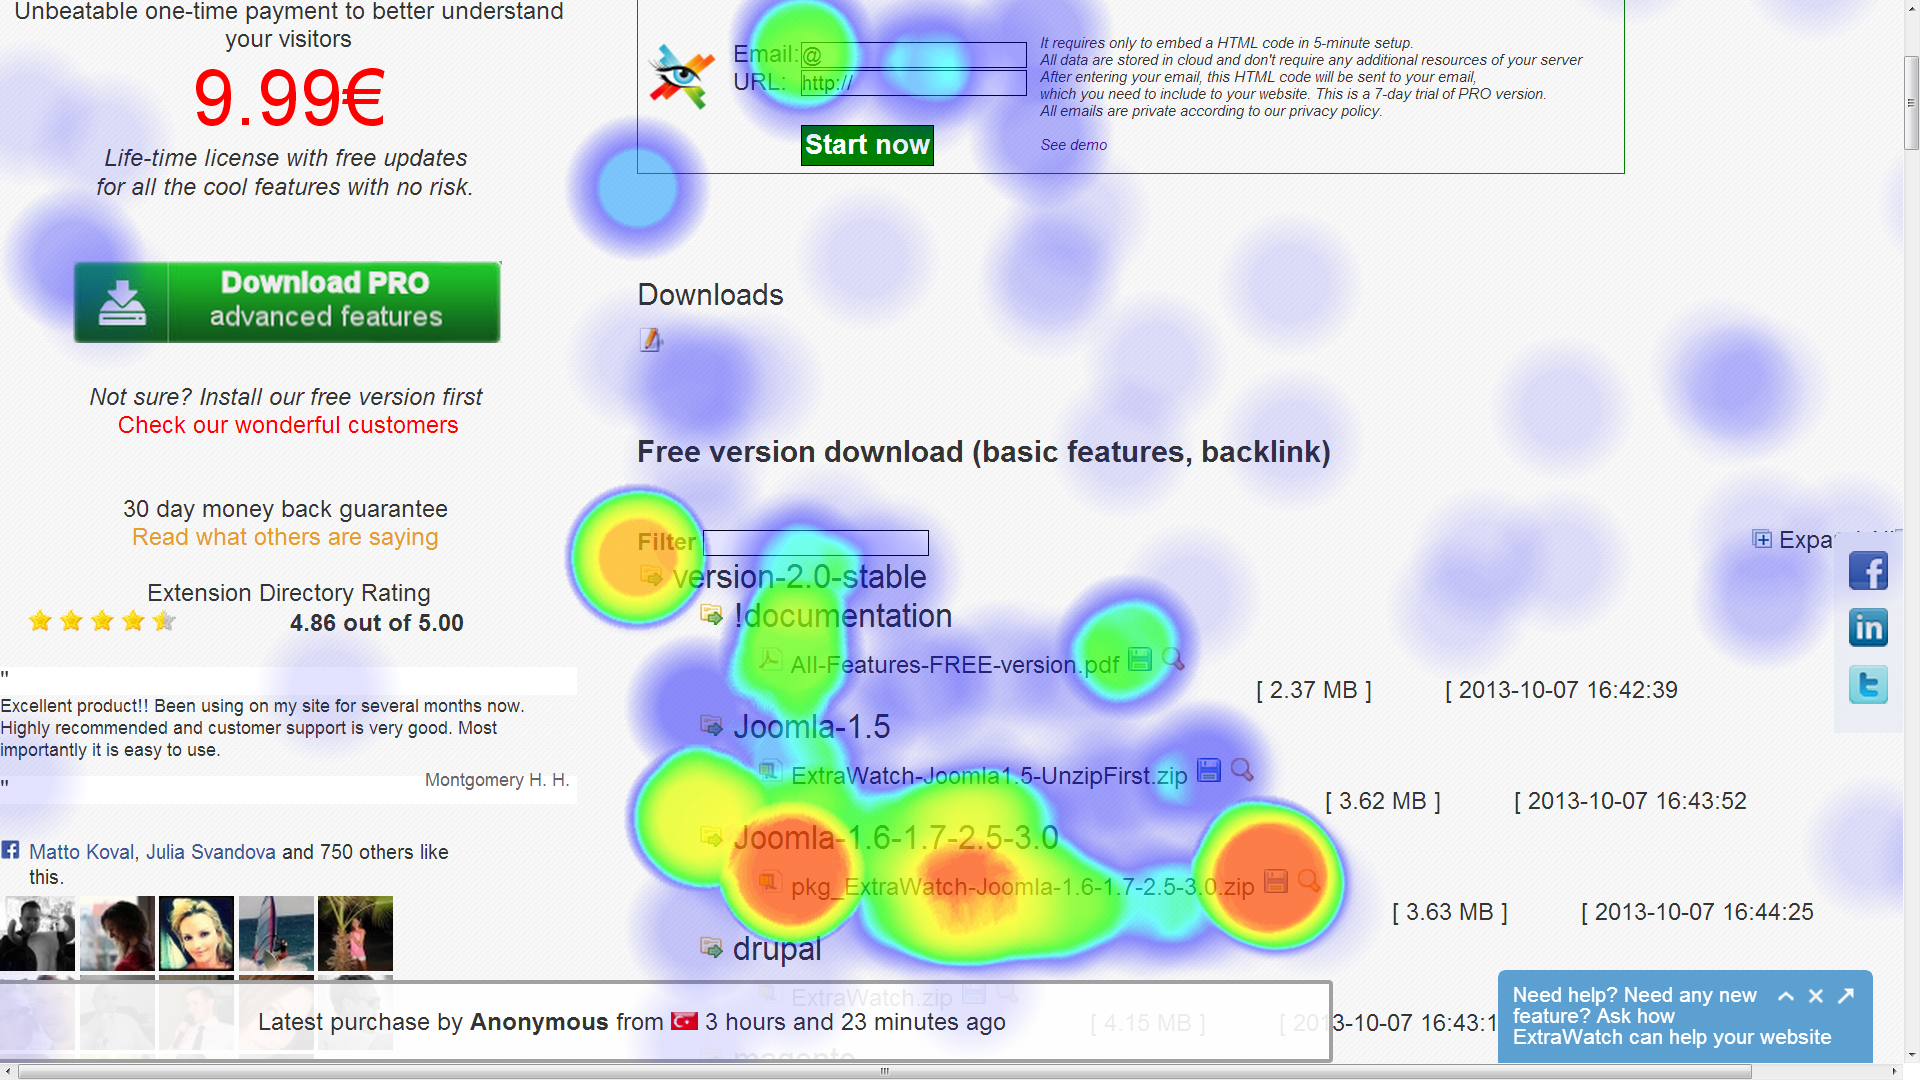 Unbeatable one-time payment to better understand
your visitors
9.99€
Life-time license with free updates
for all the cool features with no risk.
Download PRO
advanced features
Not sure? Install our free version first
Check our wonderful customers
30 day money back guarantee
Read what others are saying
Extension Directory Rating
4.86 out of 5.00
"
Excellent product!! Been using on my site for several months now.
Highly recommended and customer support is very good. Most
importantly it is easy to use.
Montgomery H. H.
"
Matto Koval, Julia Svandova and 750 others like
this.
Email: @
URL: http://
Start now
It requires only to embed a HTML code in 5-minute setup.
All data are stored in cloud and don't require any additional resources of your server
After entering your email, this HTML code will be sent to your email,
which you need to include to your website. This is a 7-day trial of PRO version.
All emails are private according to our privacy policy.
See demo
Downloads
Free version download (basic features, backlink)
Filter
Expa
version-2.0-stable
!documentation
All-Features-FREE-version.pdf
[ 2.37 MB ] [ 2013-10-07 16:42:39
Joomla-1.5
ExtraWatch-Joomla1.5-UnzipFirst.zip
[ 3.62 MB ] [ 2013-10-07 16:43:52
Joomla-1.6-1.7-2.5-3.0
pkg_ExtraWatch-Joomla-1.6-1.7-2.5-3.0.zip
[ 3.63 MB ] [ 2013-10-07 16:44:25
drupal
ExtraWatch.zip
[ 4.15 MB ] [ 2013-10-07 16:43:1
magento
Latest purchase by Anonymous from 3 hours and 23 minutes ago
Need help? Need any new
feature? Ask how
ExtraWatch can help your website